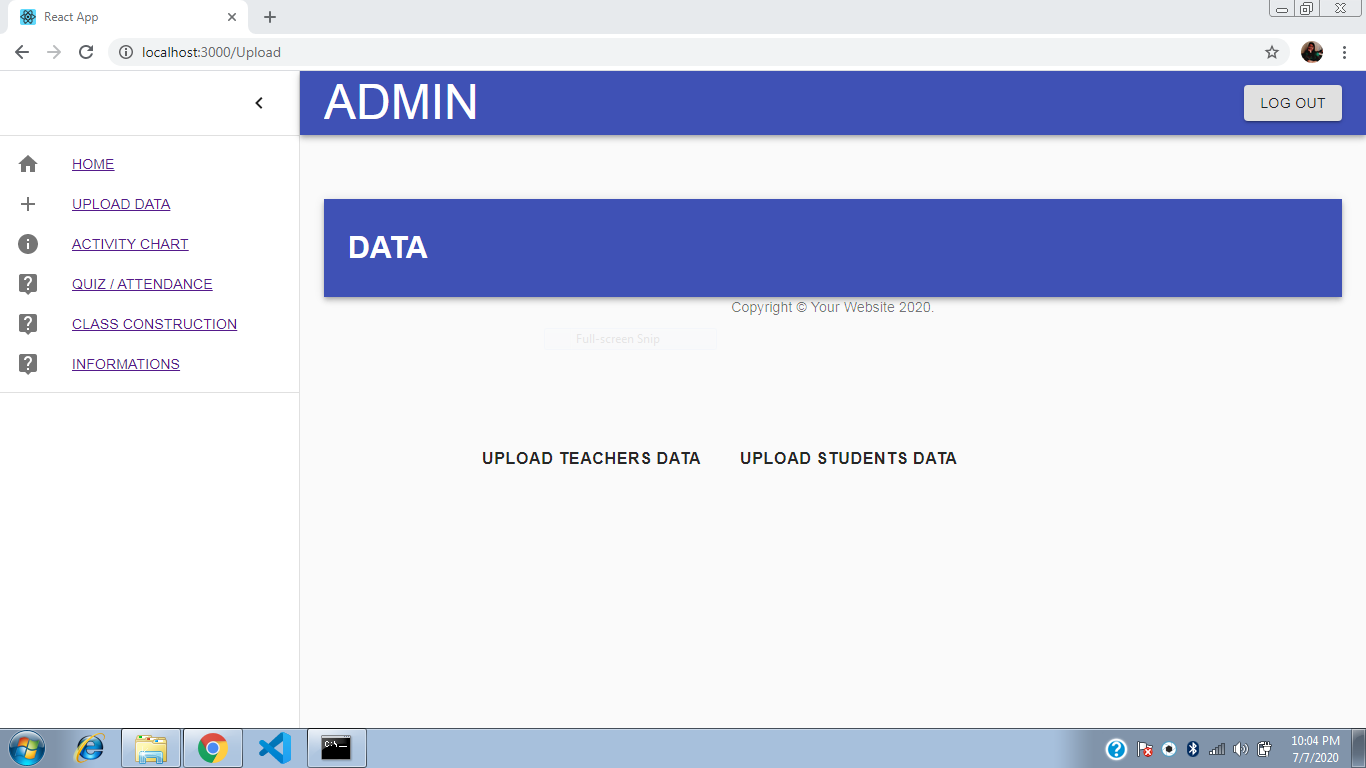 React App
localhost:3000/Upload
ADMIN
LOG OUT
HOME
UPLOAD DATA
ACTIVITY CHART
QUIZ / ATTENDANCE
CLASS CONSTRUCTION
INFORMATIONS
DATA
Copyright © Your Website 2020.
Full-screen Snip
UPLOAD TEACHERS DATA
UPLOAD STUDENTS DATA
C:\_
10:04 PM
7/7/2020